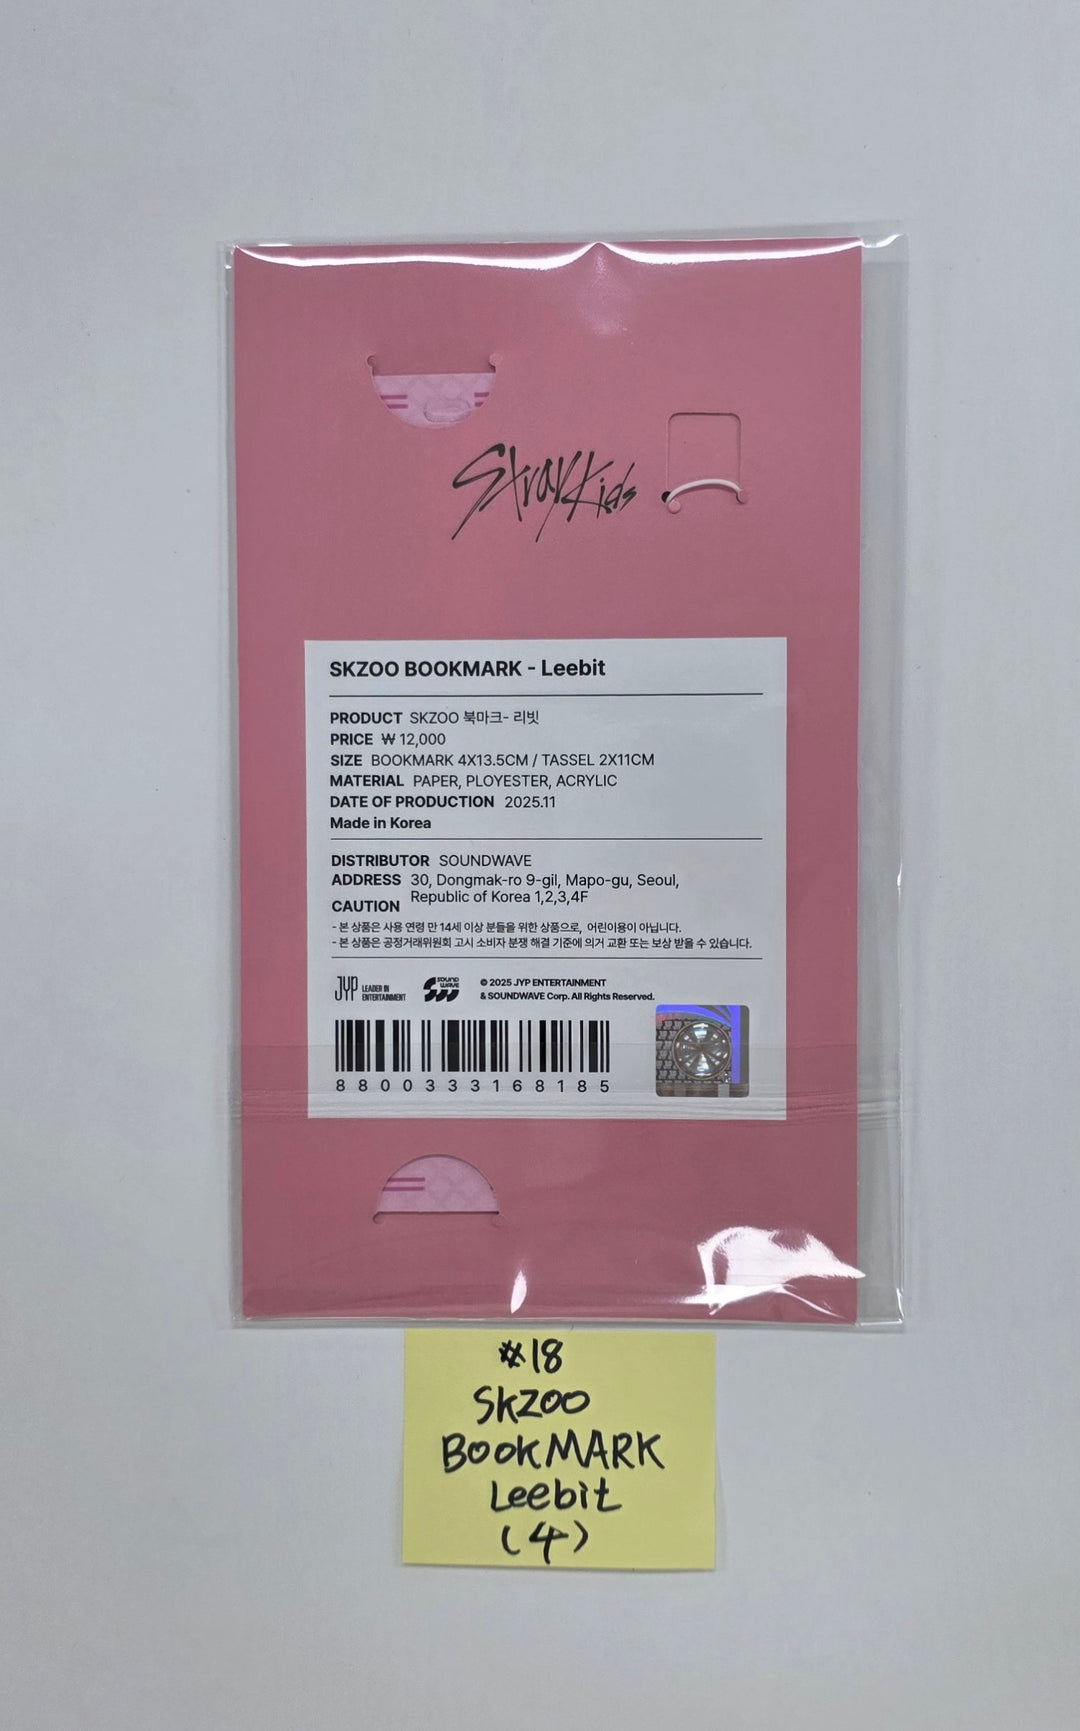 Stray Kids
SKZOO BOOKMARK - Leebit
PRODUCT SKZOO 북마크- 리빗
PRICE ₩ 12,000
SIZE BOOKMARK 4X13.5CM / TASSEL 2X11CM
MATERIAL PAPER, PLOYESTER, ACRYLIC
DATE OF PRODUCTION 2025.11
Made in Korea
DISTRIBUTOR SOUNDWAVE
ADDRESS 30, Dongmak-ro 9-gil, Mapo-gu, Seoul,
Republic of Korea 1,2,3,4F
CAUTION
- 본 상품은 사용 연령 만 14세 이상 분들을 위한 상품으로, 어린이용이 아닙니다.
- 본 상품은 공정거래위원회 고시 소비자 분쟁 해결 기준에 의거 교환 또는 보상 받을 수 있습니다.
JYP LEADER IN
ENTERTAINMENT
SOUND
WAVE
© 2025 JYP ENTERTAINMENT
& SOUNDWAVE Corp. All Rights Reserved.
8800333168185
#18
SKZOO
BOOKMARK
Leebit
(4)